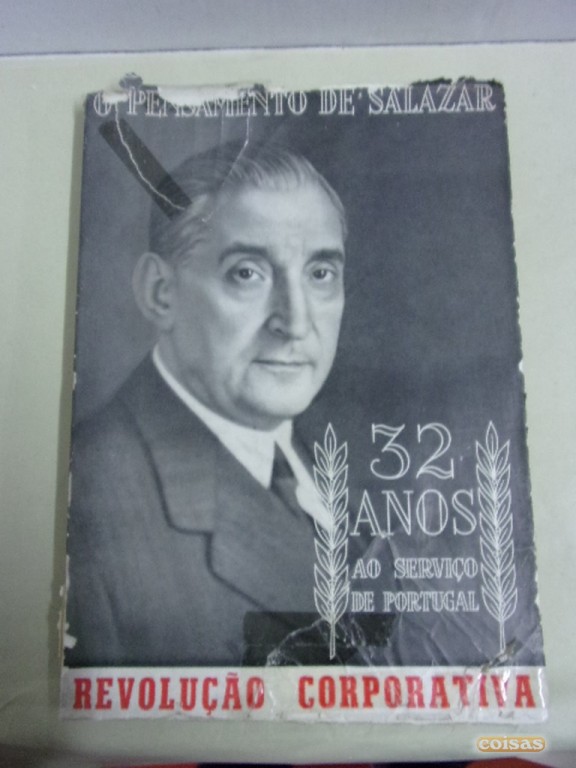 O PENSAMENTO DE SALAZAR
32
ANOS
AO SERVIÇO
DE PORTUGAL
REVOLUÇÃO CORPORATIVA
coisas